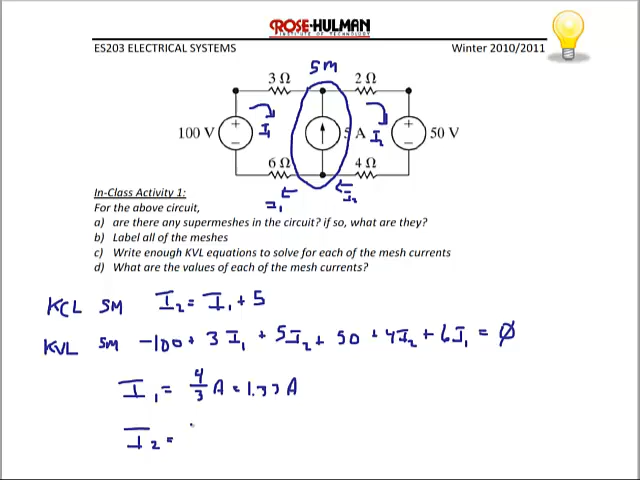 ROSE-HULMAN
INSTITUTE OF TECHNOLOGY
ES203 ELECTRICAL SYSTEMS Winter 2010/2011
SM
3 Ω 2 Ω
I1 I2
100 V 5 A 50 V
6 Ω 4 Ω
I1 I2
In-Class Activity 1:
For the above circuit,
a) are there any supermeshes in the circuit? if so, what are they?
b) Label all of the meshes
c) Write enough KVL equations to solve for each of the mesh currents
d) What are the values of each of the mesh currents?
KCL SM I2 = I1 + 5
KVL SM -100 + 3 I1 + 5I2 + 50 + 4I2 + 6I1 = 0
I1 = 4/3 A = 1.33 A
I2 =